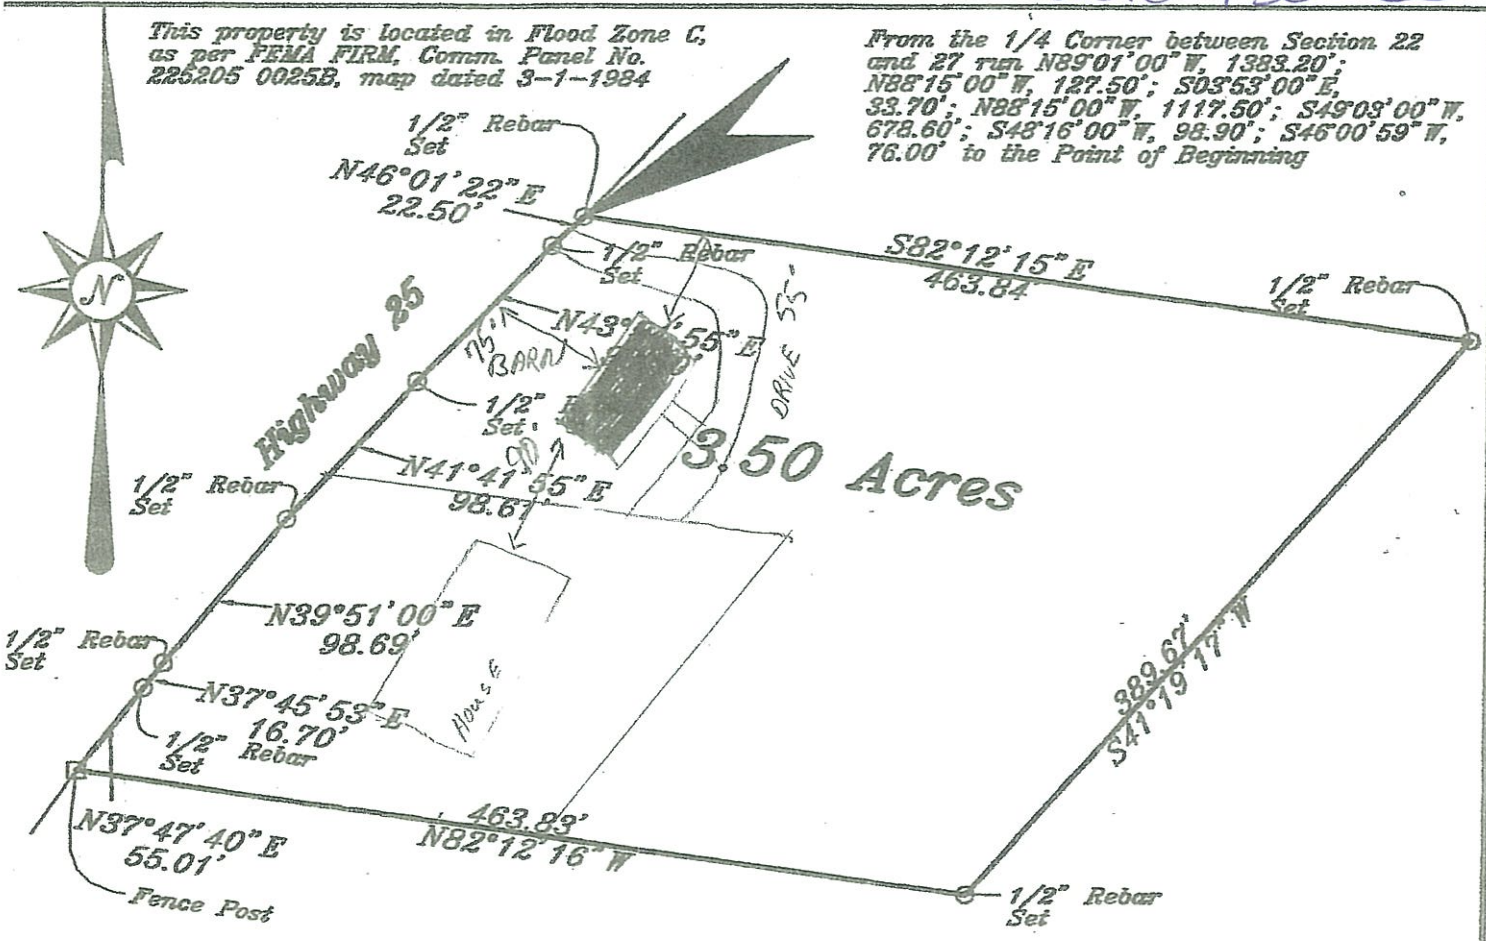 This property is located in Flood Zone C,
as per FEMA FIRM, Comm. Panel No.
225205 0025B, map dated 3-1-1984
From the 1/4 Corner between Section 22
and 27 run N89°01'00"W, 1383.20';
N88°15'00"W, 127.50'; S03°53'00"E,
33.70'; N88°15'00"W, 1117.50'; S49°03'00"W,
678.60'; S48°16'00"W, 98.90'; S46°00'59"W,
76.00' to the Point of Beginning
1/2" Rebar
Set
N46°01'22"E
22.50'
1/2" Rebar
Set
S82°12'15"E
463.84'
1/2" Rebar
Set
N
Highway 25
N43° '55"E
75'
BARN
DRIVE 55'
1/2"
Set
90
3.50 Acres
N41°41'55"E
98.67'
1/2" Rebar
Set
N39°51'00"E
98.69'
1/2" Rebar
Set
N37°45'53"E
16.70'
1/2" Rebar
Set
HOUSE
389.67'
S41°19'17"W
N37°47'40"E
55.01'
Fence Post
463.83'
N82°12'16"W
1/2" Rebar
Set